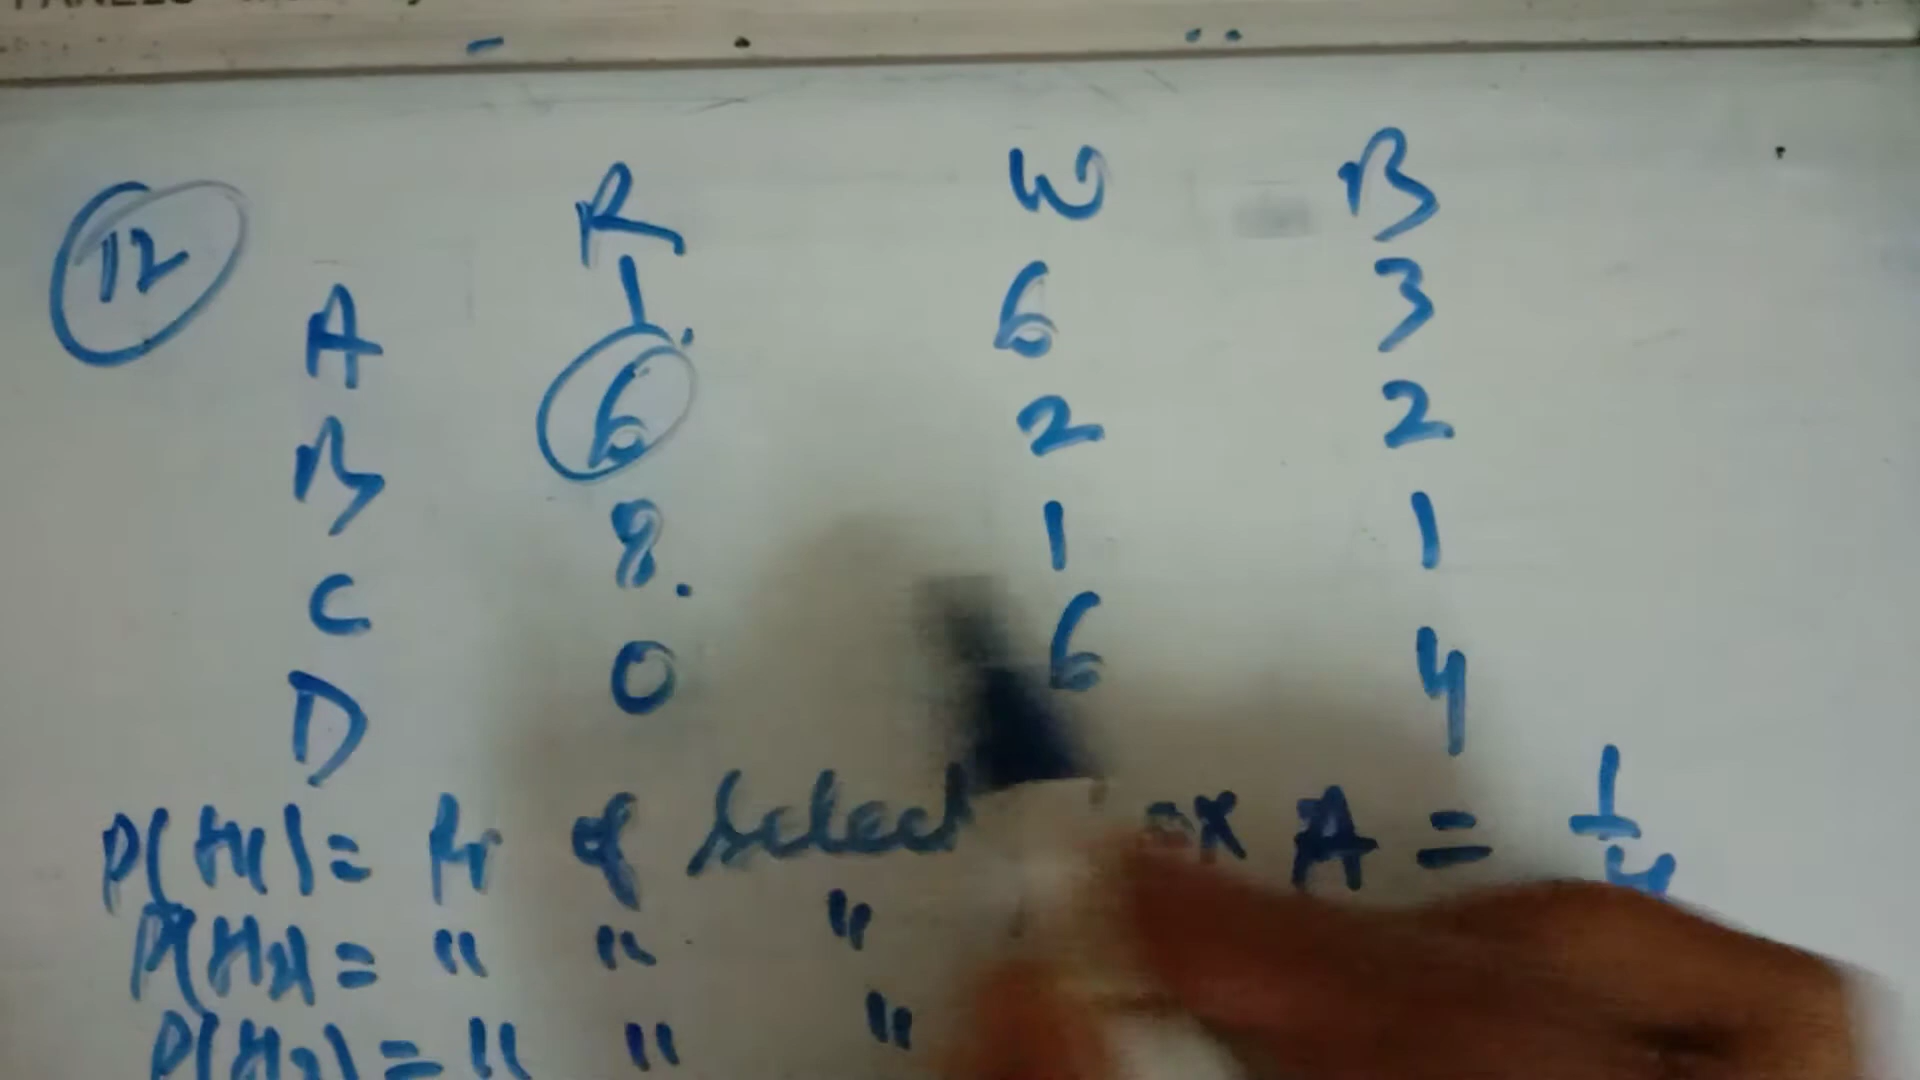 12 R W B
A 1 6 3
B 6 2 2
C 8 1 1
D 0 6 4
P(H1) = Pr of select A = 1/4
P(H2) = " " "
P(H3) = " " "